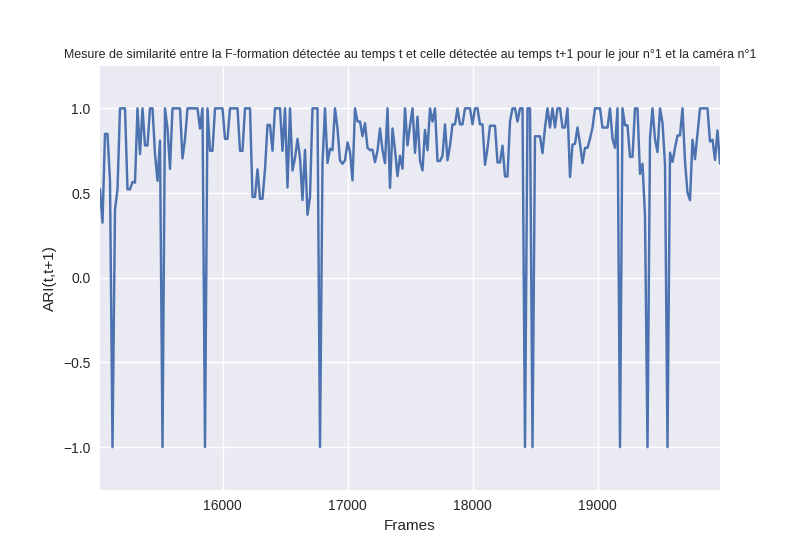 Mesure de similarité entre la F-formation détectée au temps t et celle détectée au temps t+1 pour le jour n°1 et la caméra n°1
1.0
0.5
0.0
−0.5
−1.0
ARI(t,t+1)
16000 17000 18000 19000
Frames